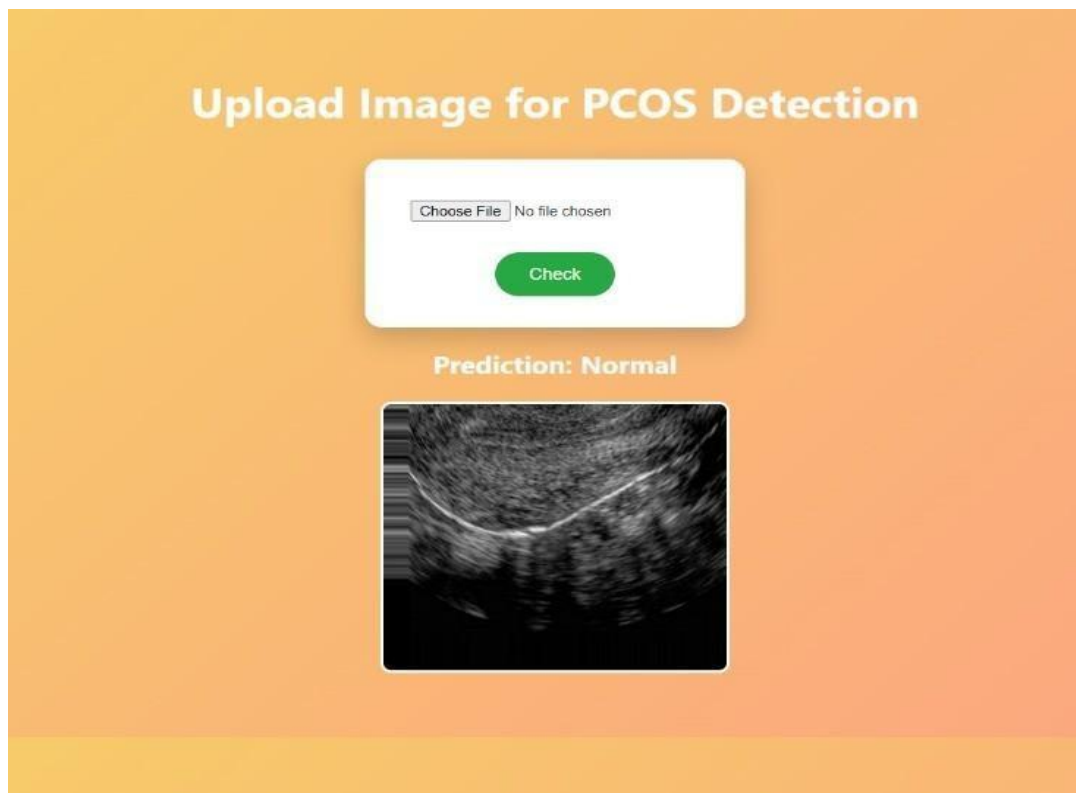 Upload Image for PCOS Detection
Choose File No file chosen
Check
Prediction: Normal